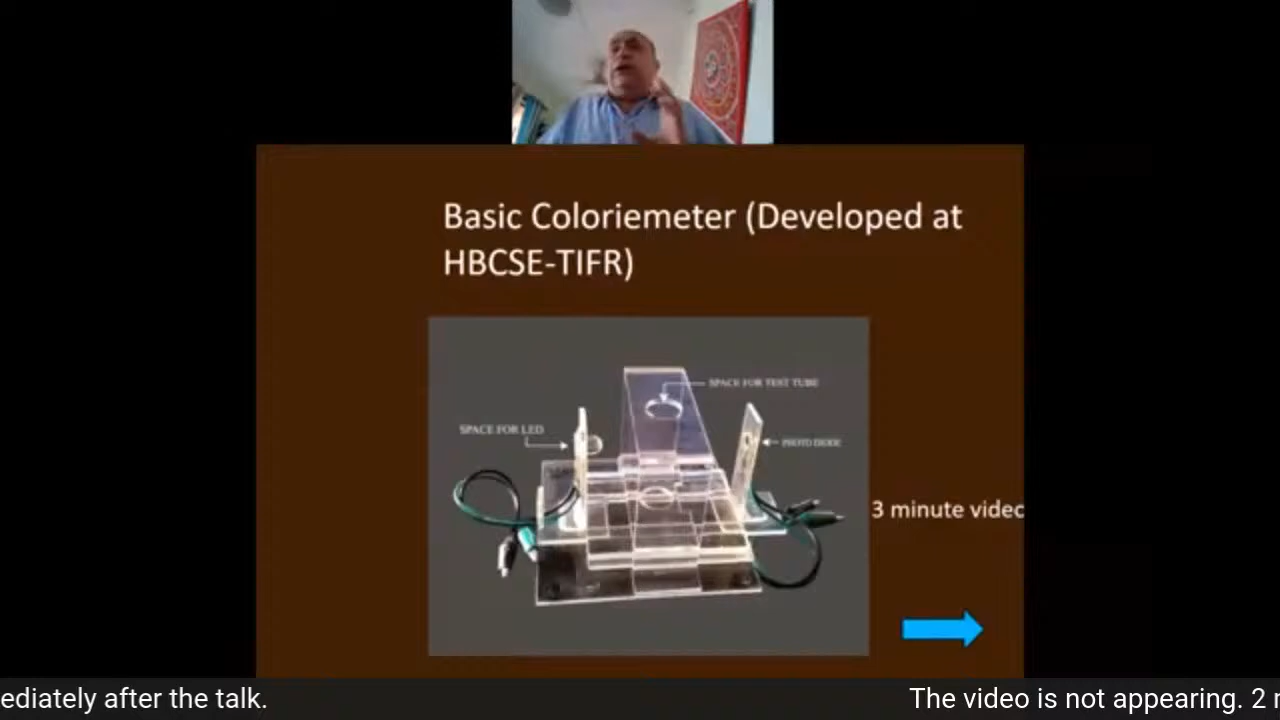 Basic Coloriemeter (Developed at
HBCSE-TIFR)
SPACE FOR TEST TUBE
SPACE FOR LED
PHOTO DIODE
3 minute videc
ediately after the talk.
The video is not appearing. 2